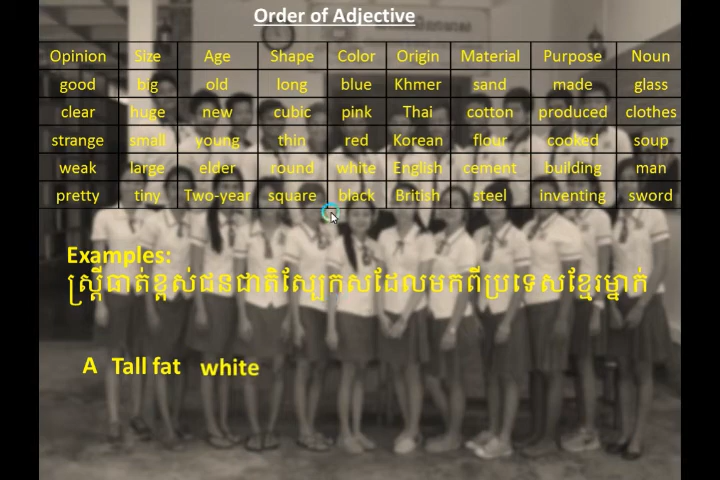 Order of Adjective
Opinion Size Age Shape Color Origin Material Purpose Noun
good big old long blue Khmer sand made glass
clear huge new cubic pink Thai cotton produced clothes
strange small young thin red Korean flour cooked soup
weak large elder round white English cement building man
pretty tiny Two-year square black British steel inventing sword
Examples:
ស្ត្រីធាត់ខ្ពស់ជនជាតិស្បែកសដែលមកពីប្រទេសខ្មែរម្នាក់
A Tall fat white